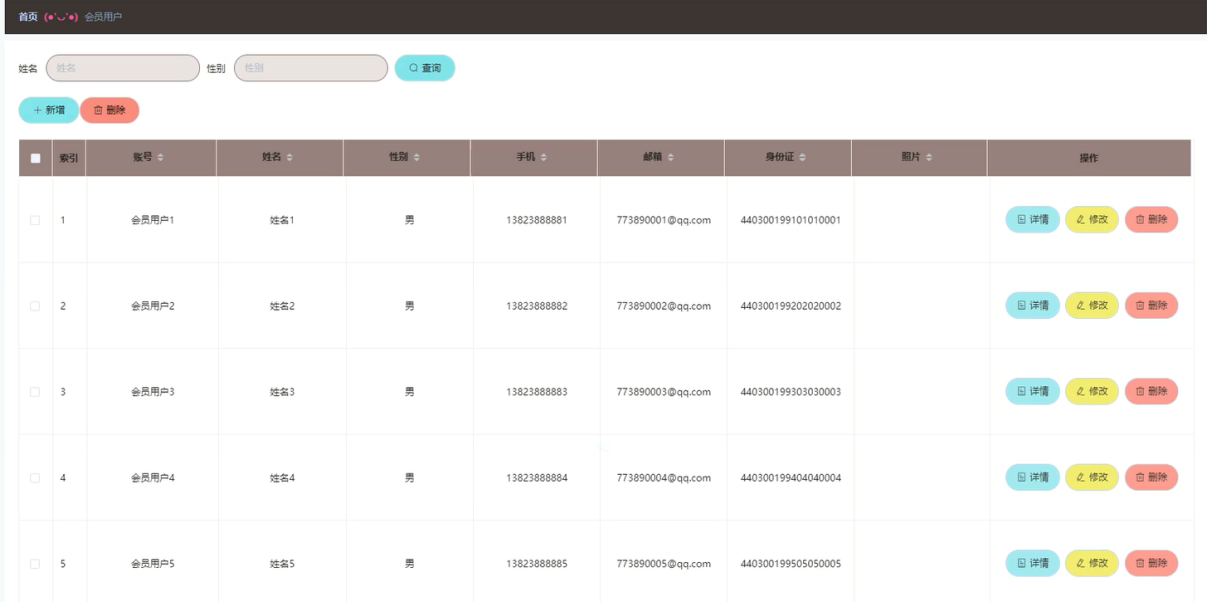 首页 (●'◡'●) 会员用户
姓名 姓名 性别 性别 查询
新增 删除
索引 账号 姓名 性别 手机 邮箱 身份证 照片 操作
1 会员用户1 姓名1 男 13823888881 773890001@qq.com 440300199101010001 详情 修改 删除
2 会员用户2 姓名2 男 13823888882 773890002@qq.com 440300199202020002 详情 修改 删除
3 会员用户3 姓名3 男 13823888883 773890003@qq.com 440300199303030003 详情 修改 删除
4 会员用户4 姓名4 男 13823888884 773890004@qq.com 440300199404040004 详情 修改 删除
5 会员用户5 姓名5 男 13823888885 773890005@qq.com 440300199505050005 详情 修改 删除